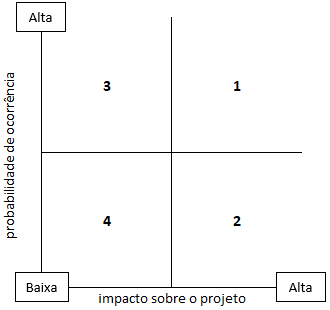 Alta
3 1
probabilidade de ocorrência
4 2
Baixa
impacto sobre o projeto
Alta